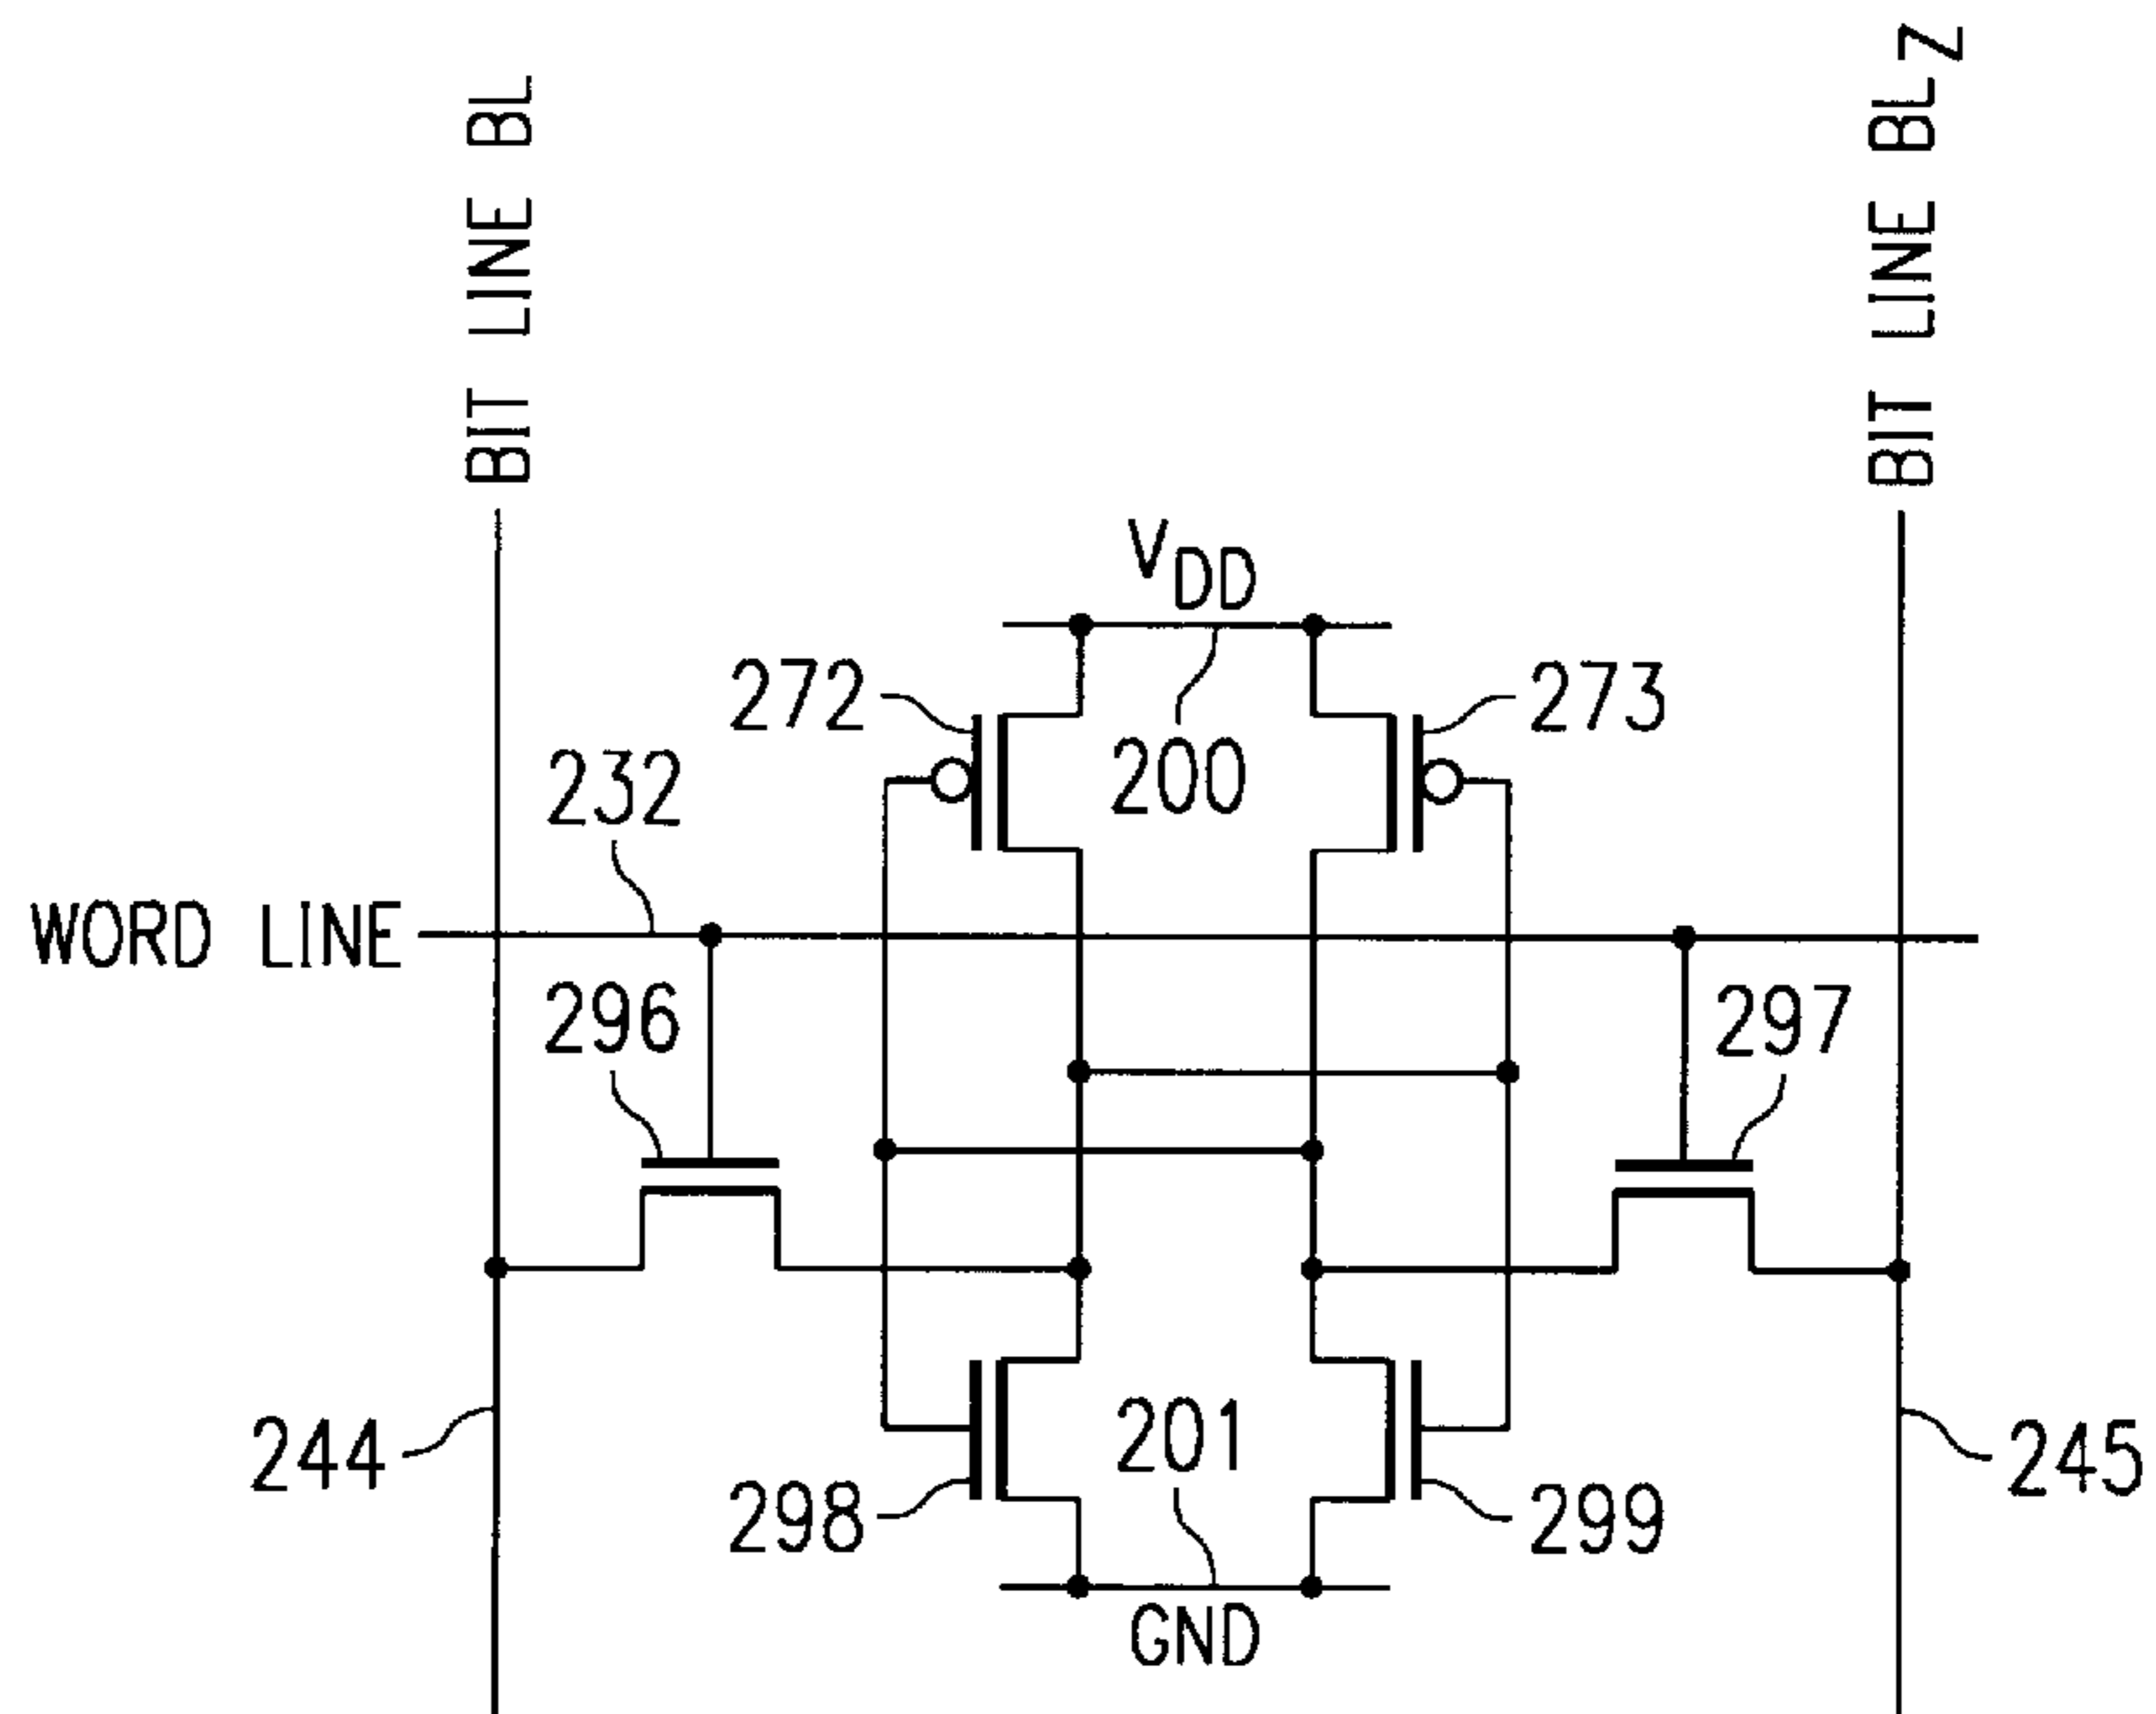 BIT LINE BL
BIT LINE BLZ
VDD
272
273
200
232
WORD LINE
296
297
244
201
245
298
299
GND